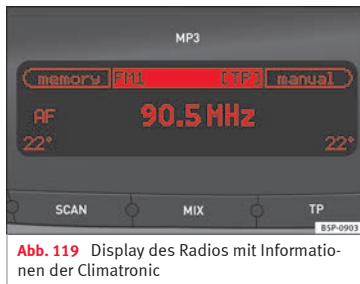 MP3
memory FM1 [TP] manual
AF 90.5 MHz
22° 22°
SCAN MIX TP
BSP-0903
Abb. 119 Display des Radios mit Informatio-
nen der Climatronic